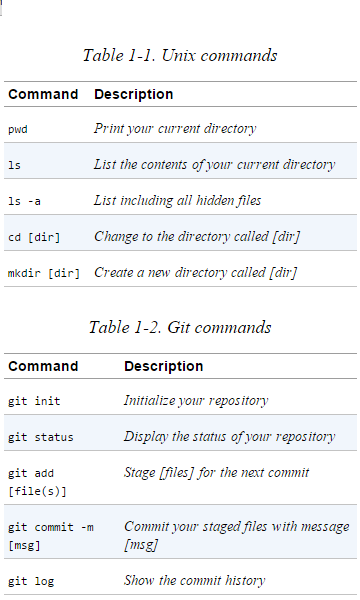 Table 1-1. Unix commands
Command Description
pwd Print your current directory
ls List the contents of your current directory
ls -a List including all hidden files
cd [dir] Change to the directory called [dir]
mkdir [dir] Create a new directory called [dir]
Table 1-2. Git commands
Command Description
git init Initialize your repository
git status Display the status of your repository
git add Stage [files] for the next commit
[file(s)]
git commit -m Commit your staged files with message
[msg] [msg]
git log Show the commit history